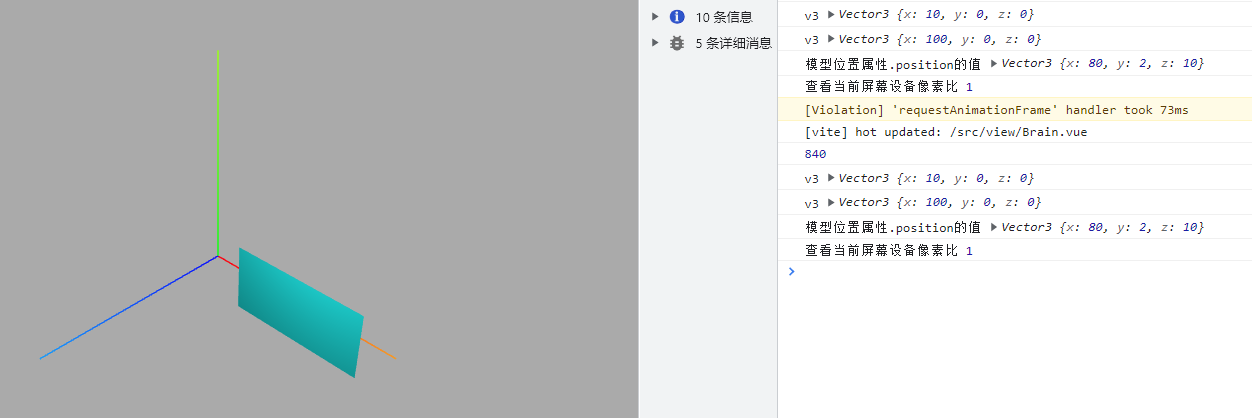 10 条信息
5 条详细消息
v3 ▶Vector3 {x: 10, y: 0, z: 0}
v3 ▶Vector3 {x: 100, y: 0, z: 0}
模型位置属性.position的值 ▶Vector3 {x: 80, y: 2, z: 10}
查看当前屏幕设备像素比 1
[Violation] 'requestAnimationFrame' handler took 73ms
[vite] hot updated: /src/view/Brain.vue
840
v3 ▶Vector3 {x: 10, y: 0, z: 0}
v3 ▶Vector3 {x: 100, y: 0, z: 0}
模型位置属性.position的值 ▶Vector3 {x: 80, y: 2, z: 10}
查看当前屏幕设备像素比 1